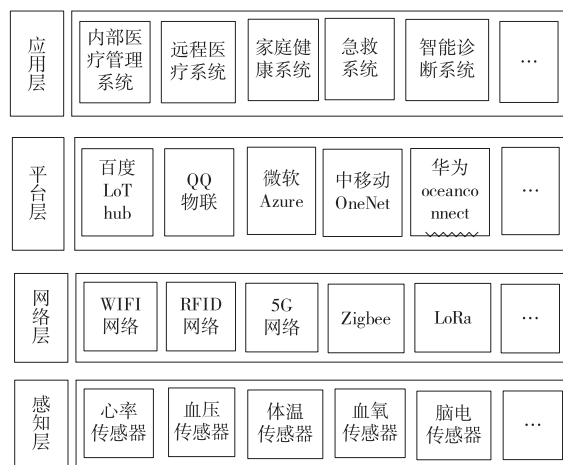 应用层
内部医
疗管理
系统
远程医
疗系统
家庭健
康系统
急救
系统
智能诊
断系统
…
平台层
百度
LoT
hub
QQ
物联
微软
Azure
中移动
OneNet
华为
oceanco
nnect
…
网络层
WIFI
网络
RFID
网络
5G
网络
Zigbee
LoRa
…
感知层
心率
传感器
血压
传感器
体温
传感器
血氧
传感器
脑电
传感器
…